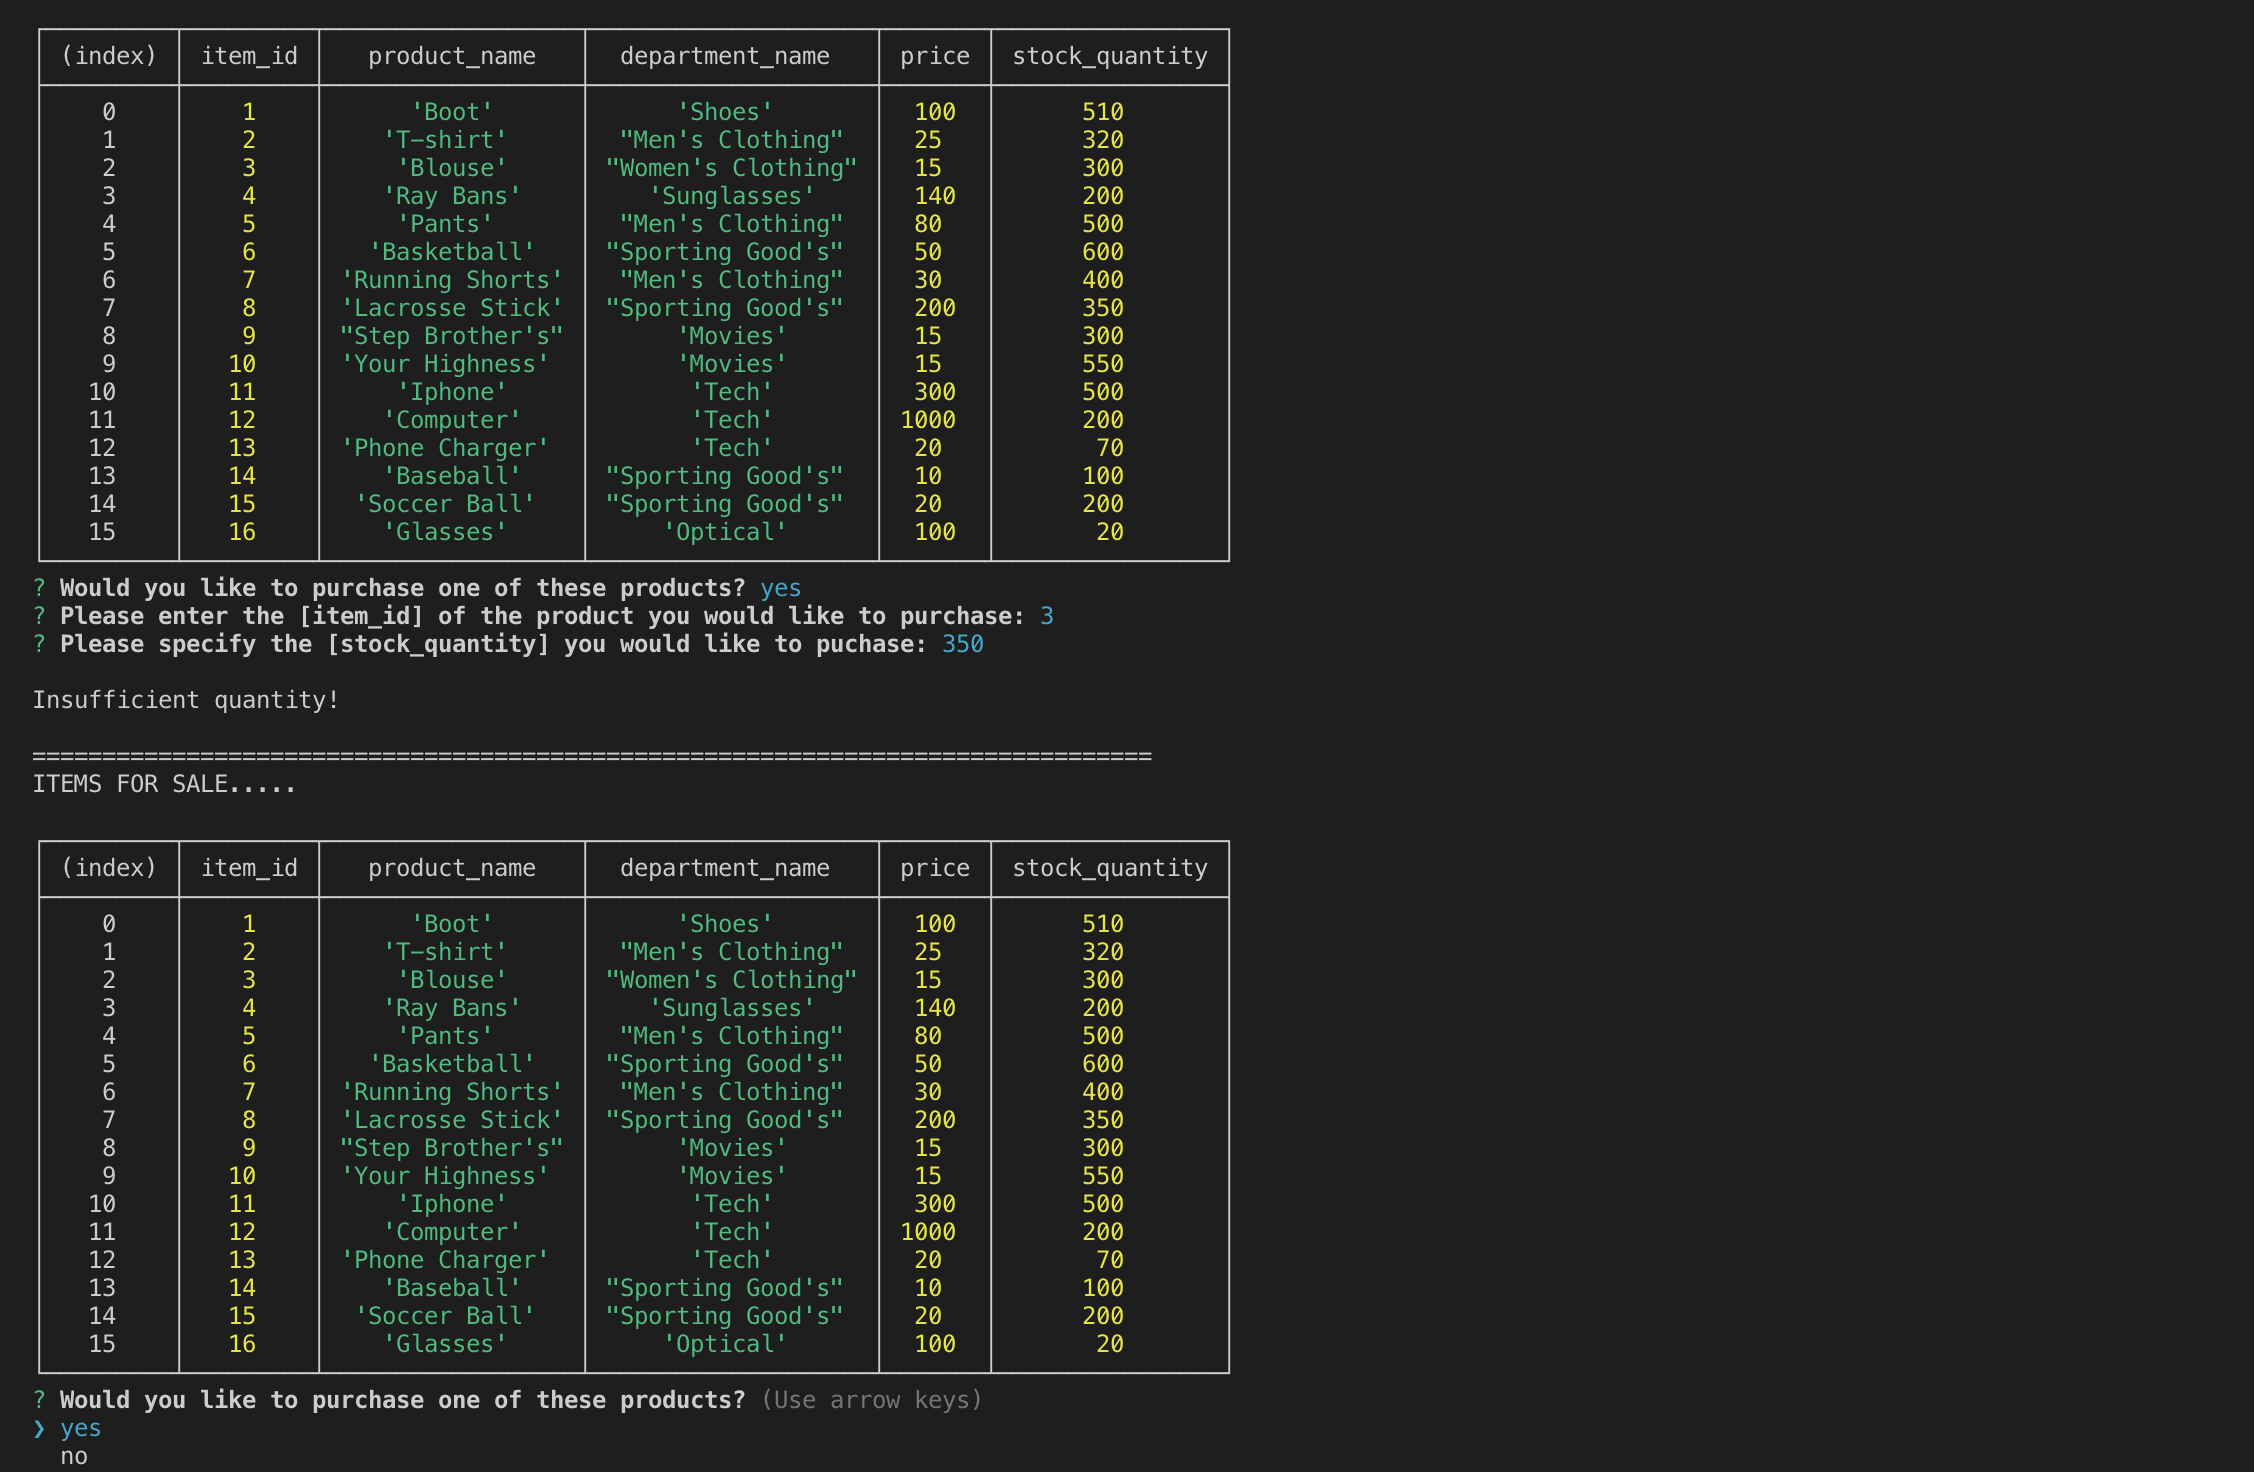 (index) item_id product_name department_name price stock_quantity
0 1 'Boot' 'Shoes' 100 510
1 2 'T-shirt' "Men's Clothing" 25 320
2 3 'Blouse' "Women's Clothing" 15 300
3 4 'Ray Bans' 'Sunglasses' 140 200
4 5 'Pants' "Men's Clothing" 80 500
5 6 'Basketball' "Sporting Good's" 50 600
6 7 'Running Shorts' "Men's Clothing" 30 400
7 8 'Lacrosse Stick' "Sporting Good's" 200 350
8 9 "Step Brother's" 'Movies' 15 300
9 10 'Your Highness' 'Movies' 15 550
10 11 'Iphone' 'Tech' 300 500
11 12 'Computer' 'Tech' 1000 200
12 13 'Phone Charger' 'Tech' 20 70
13 14 'Baseball' "Sporting Good's" 10 100
14 15 'Soccer Ball' "Sporting Good's" 20 200
15 16 'Glasses' 'Optical' 100 20
? Would you like to purchase one of these products? yes
? Please enter the [item_id] of the product you would like to purchase: 3
? Please specify the [stock_quantity] you would like to puchase: 350
Insufficient quantity!
================================================================================
ITEMS FOR SALE.....
(index) item_id product_name department_name price stock_quantity
0 1 'Boot' 'Shoes' 100 510
1 2 'T-shirt' "Men's Clothing" 25 320
2 3 'Blouse' "Women's Clothing" 15 300
3 4 'Ray Bans' 'Sunglasses' 140 200
4 5 'Pants' "Men's Clothing" 80 500
5 6 'Basketball' "Sporting Good's" 50 600
6 7 'Running Shorts' "Men's Clothing" 30 400
7 8 'Lacrosse Stick' "Sporting Good's" 200 350
8 9 "Step Brother's" 'Movies' 15 300
9 10 'Your Highness' 'Movies' 15 550
10 11 'Iphone' 'Tech' 300 500
11 12 'Computer' 'Tech' 1000 200
12 13 'Phone Charger' 'Tech' 20 70
13 14 'Baseball' "Sporting Good's" 10 100
14 15 'Soccer Ball' "Sporting Good's" 20 200
15 16 'Glasses' 'Optical' 100 20
? Would you like to purchase one of these products? (Use arrow keys)
❯ yes
no